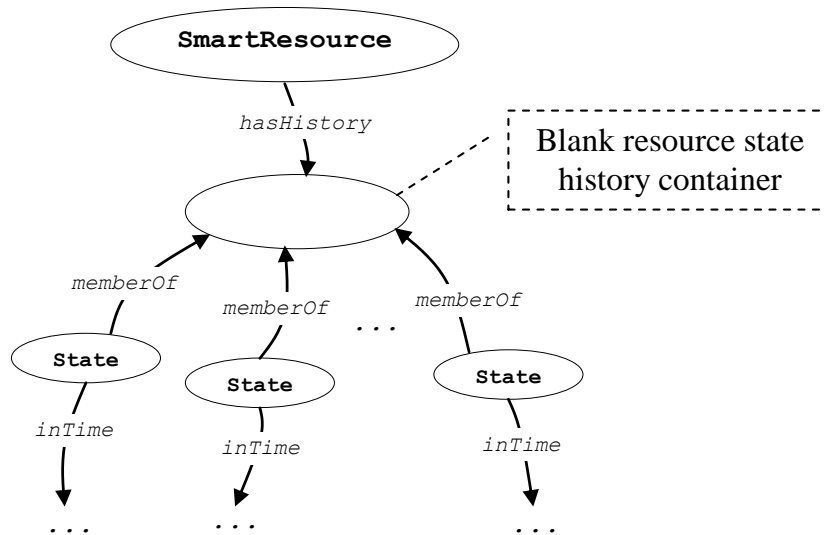 SmartResource
hasHistory
Blank resource state
history container
memberOf
memberOf
memberOf
...
State
State
State
inTime
inTime
inTime
...
...
...